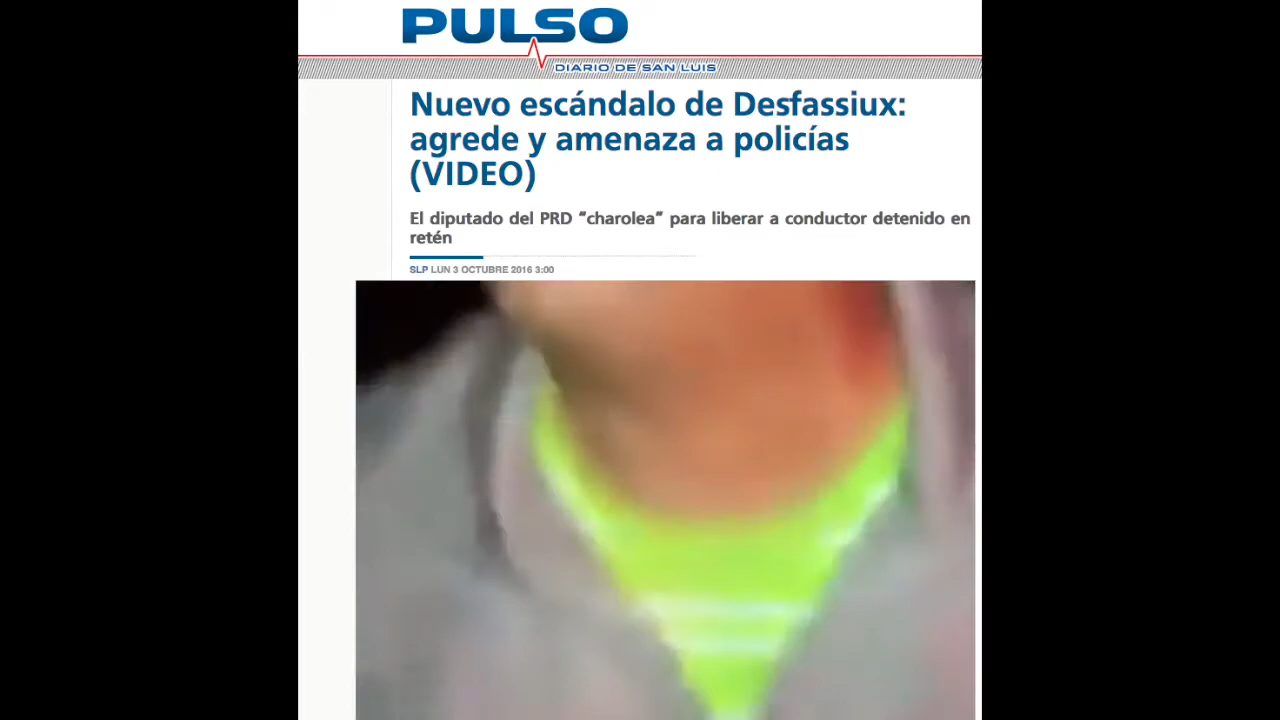 PULSO
DIARIO DE SAN LUIS
Nuevo escándalo de Desfassiux:
agrede y amenaza a policías
(VIDEO)
El diputado del PRD “charolea” para liberar a conductor detenido en
retén
SLP LUN 3 OCTUBRE 2016 3:00